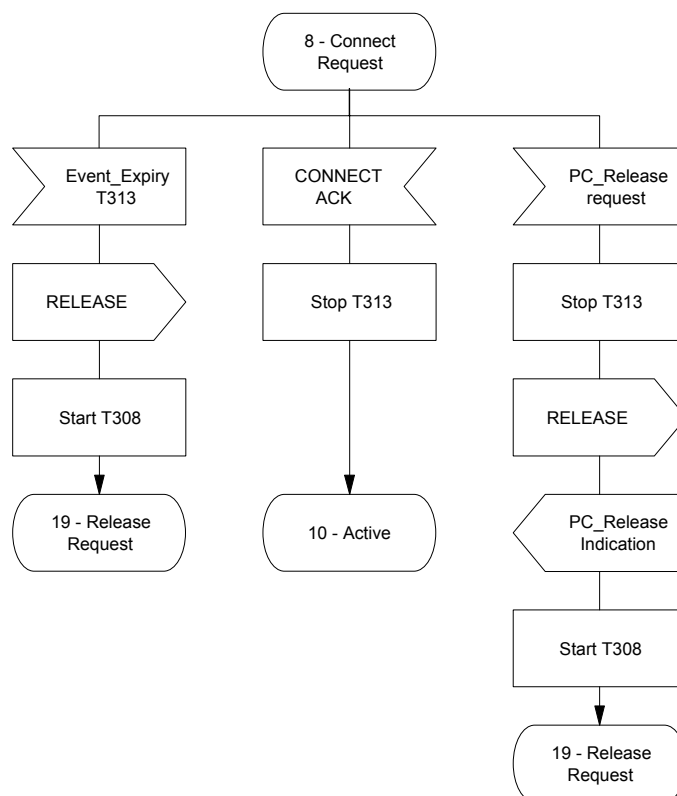 8 - Connect
Request
Event_Expiry
T313
CONNECT
ACK
PC_Release
request
RELEASE
Stop T313
Stop T313
Start T308
RELEASE
19 - Release
Request
10 - Active
PC_Release
Indication
Start T308
19 - Release
Request